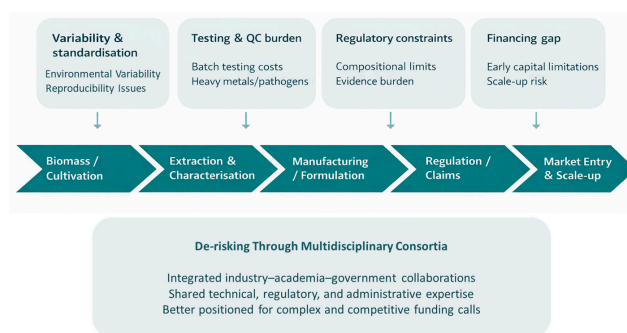 Variability &
standardisation
Environmental Variability
Reproducibility Issues
Testing & QC burden
Batch testing costs
Heavy metals/pathogens
Regulatory constraints
Compositional limits
Evidence burden
Financing gap
Early capital limitations
Scale-up risk
Biomass /
Cultivation
Extraction &
Characterisation
Manufacturing
/ Formulation
Regulation /
Claims
Market Entry
& Scale-up
De-risking Through Multidisciplinary Consortia
Integrated industry–academia–government collaborations
Shared technical, regulatory, and administrative expertise
Better positioned for complex and competitive funding calls